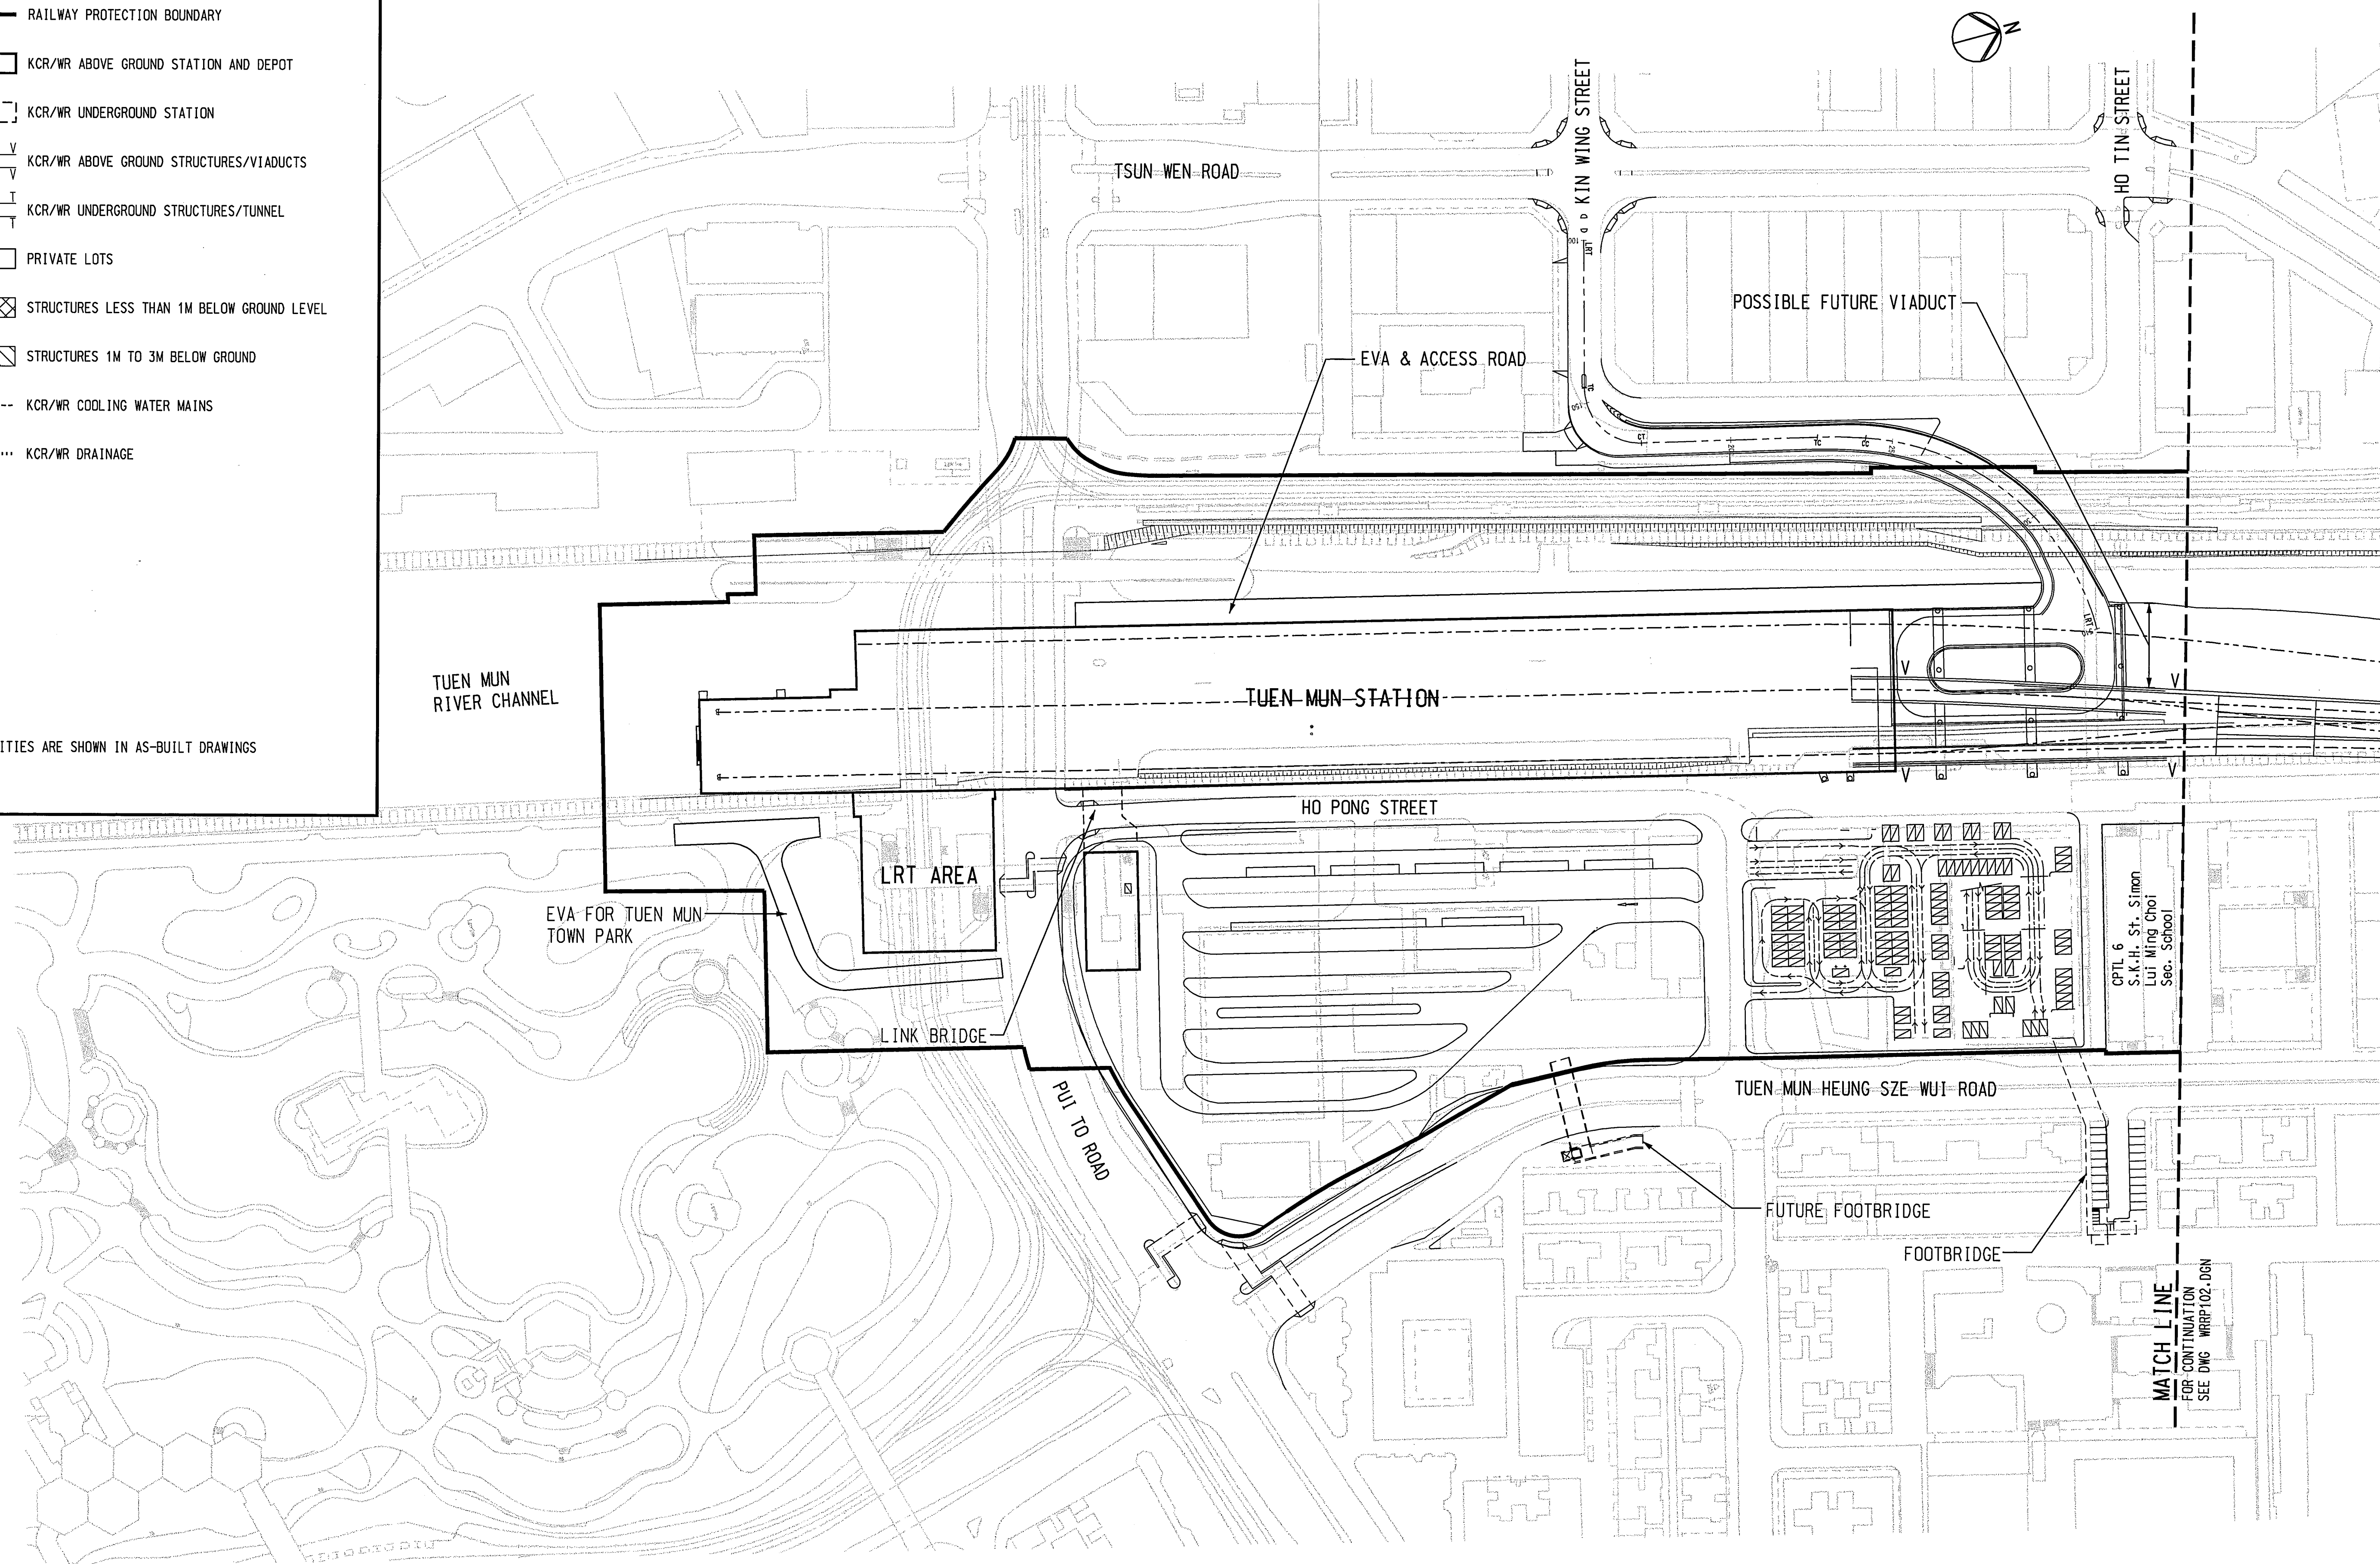 RAILWAY PROTECTION BOUNDARY
KCR/WR ABOVE GROUND STATION AND DEPOT
KCR/WR UNDERGROUND STATION
V
KCR/WR ABOVE GROUND STRUCTURES/VIADUCTS
V
T
KCR/WR UNDERGROUND STRUCTURES/TUNNEL
T
PRIVATE LOTS
STRUCTURES LESS THAN 1M BELOW GROUND LEVEL
STRUCTURES 1M TO 3M BELOW GROUND
KCR/WR COOLING WATER MAINS
KCR/WR DRAINAGE
ITIES ARE SHOWN IN AS-BUILT DRAWINGS
N
TSUN WEN ROAD
KIN WING STREET
HO TIN STREET
D
D
LRT
100
TC
150
POSSIBLE FUTURE VIADUCT
EVA & ACCESS ROAD
CC
TUEN MUN
RIVER CHANNEL
TUEN MUN STATION
LRT
V
V
V
V
HO PONG STREET
LRT AREA
EVA FOR TUEN MUN
TOWN PARK
LINK BRIDGE
PUI TO ROAD
CPTL 6
S.K.H. St. Simon
Lui Ming Choi
Sec. School
TUEN MUN HEUNG SZE WUI ROAD
FUTURE FOOTBRIDGE
FOOTBRIDGE
MATCH LINE
FOR CONTINUATION
SEE DWG WRRP102.DGN